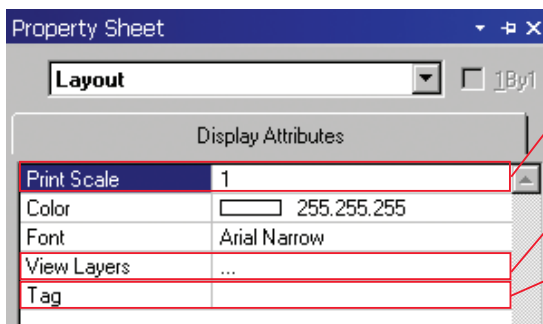 Property Sheet
Layout 1By1
Display Attributes
Print Scale 1
Color 255.255.255
Font Arial Narrow
View Layers ...
Tag